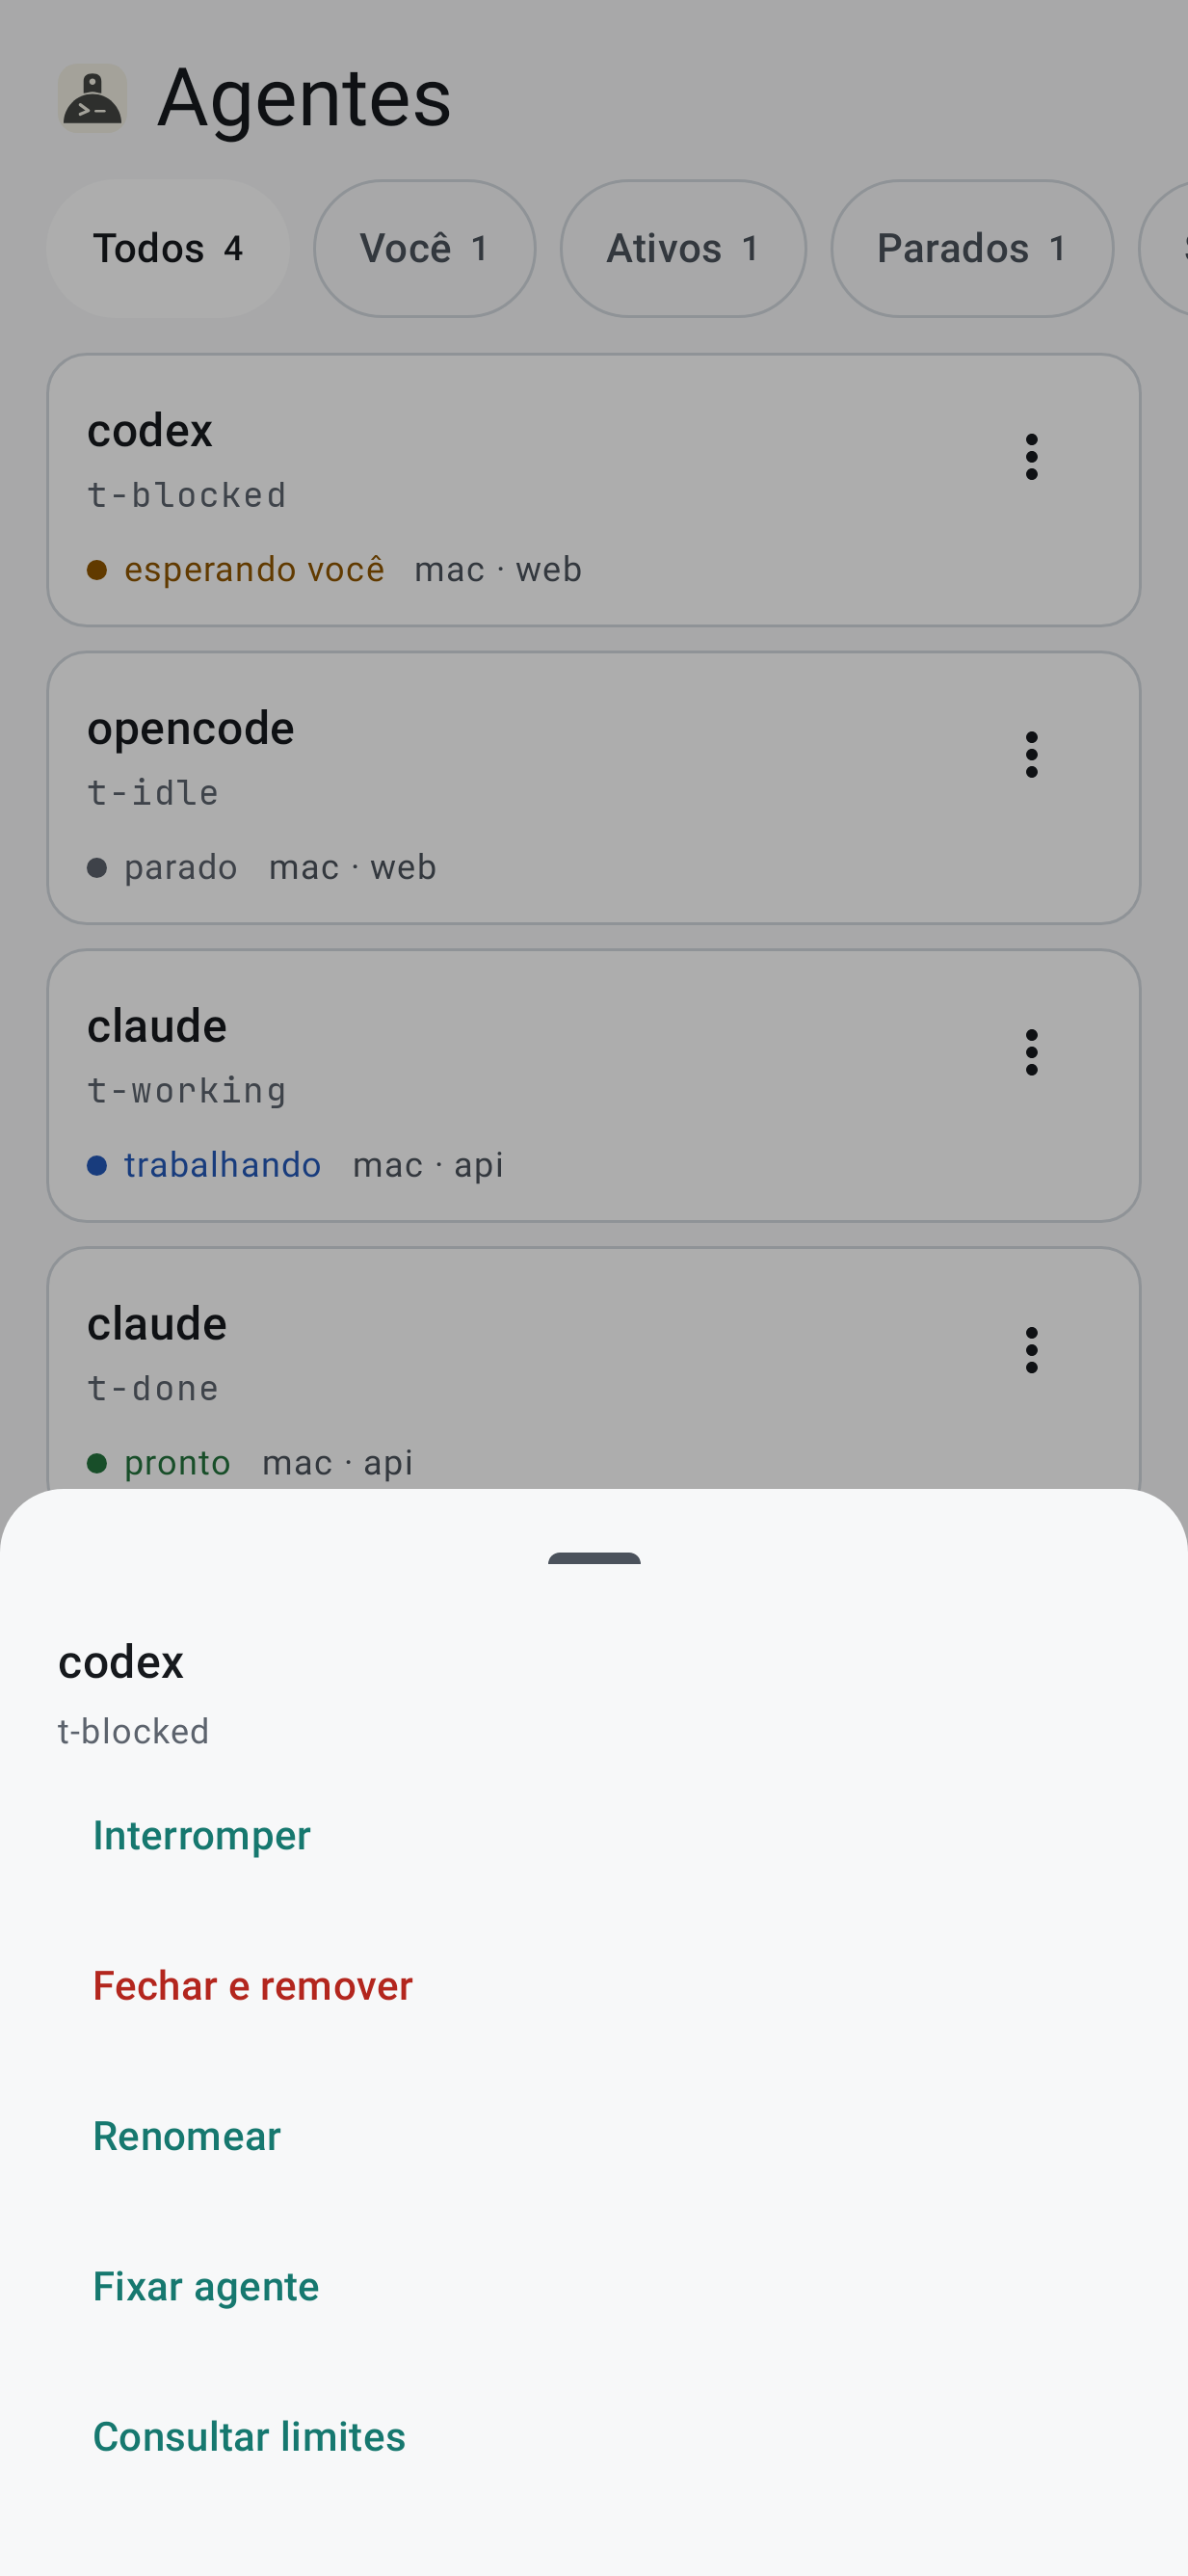 >-
Agentes
Todos 4
Você 1
Ativos 1
Parados 1
codex
t-blocked
esperando você mac · web
opencode
t-idle
parado mac · web
claude
t-working
trabalhando mac · api
claude
t-done
pronto mac · api
codex
t-blocked
Interromper
Fechar e remover
Renomear
Fixar agente
Consultar limites